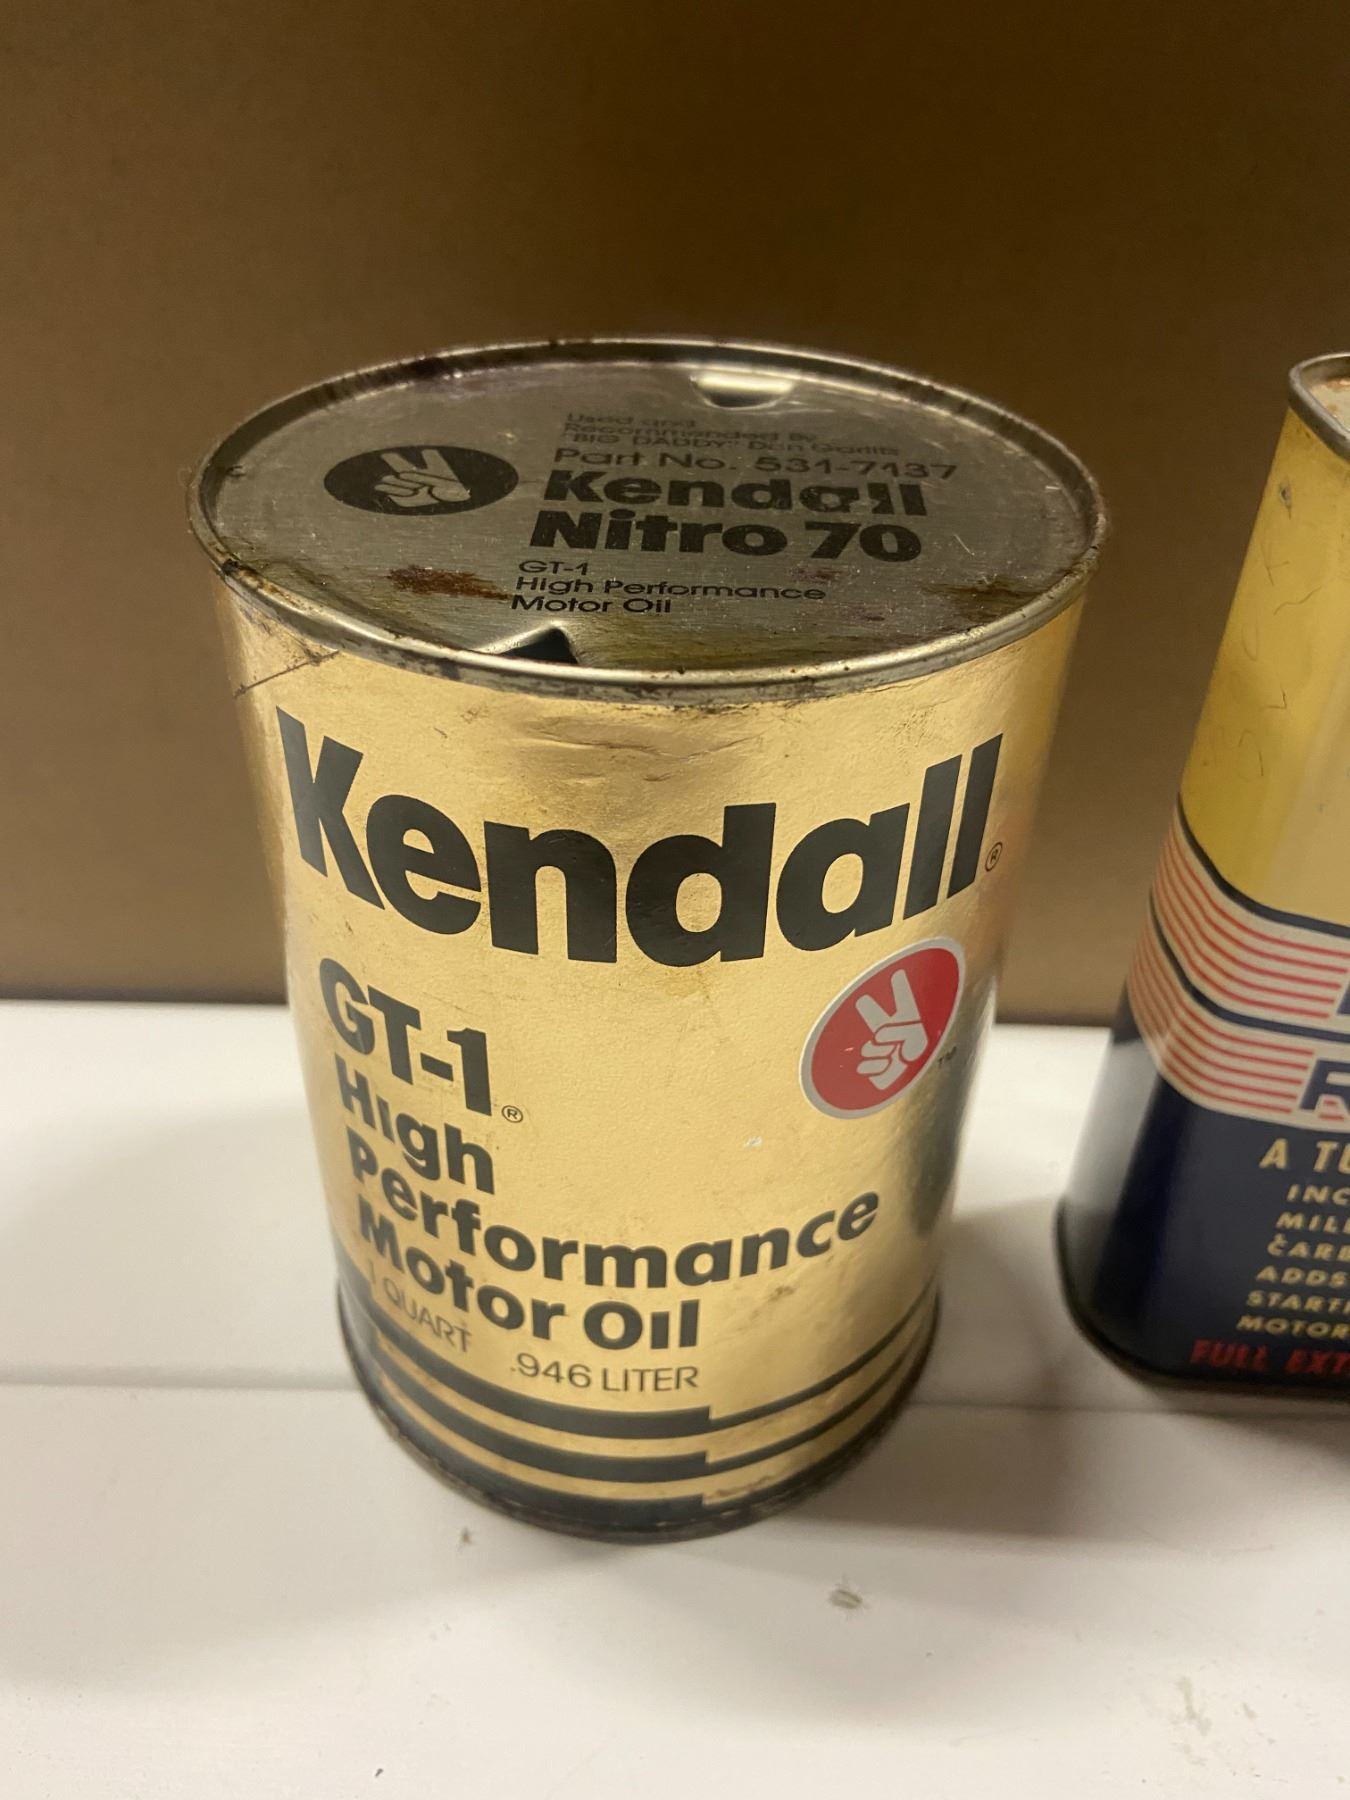 Used and
Recommended By
"BIG DADDY" Don Garlits
Part No. 531-7137
Kendall
Nitro 70
GT-1
High Performance
Motor Oil
Kendall®
GT-1®
High
Performance
Motor Oil
1 QUART .946 LITER
TM
A
INC
MIL
CARB
ADDS
START
MOTOR
FULL